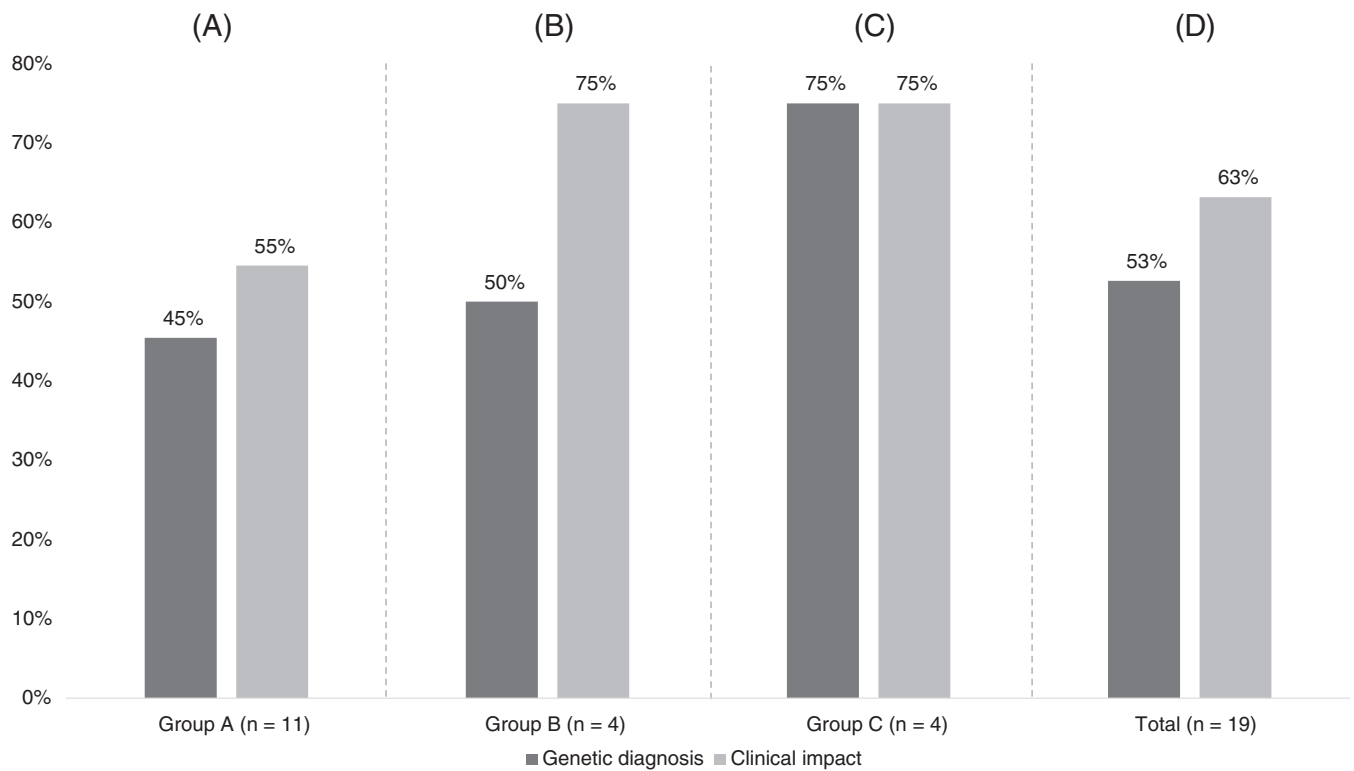 (A) (B) (C) (D)
80%
70%
60%
50%
40%
30%
20%
10%
0%
45% 55% 50% 75% 75% 75% 53% 63%
Group A (n = 11) Group B (n = 4) Group C (n = 4) Total (n = 19)
Genetic diagnosis Clinical impact